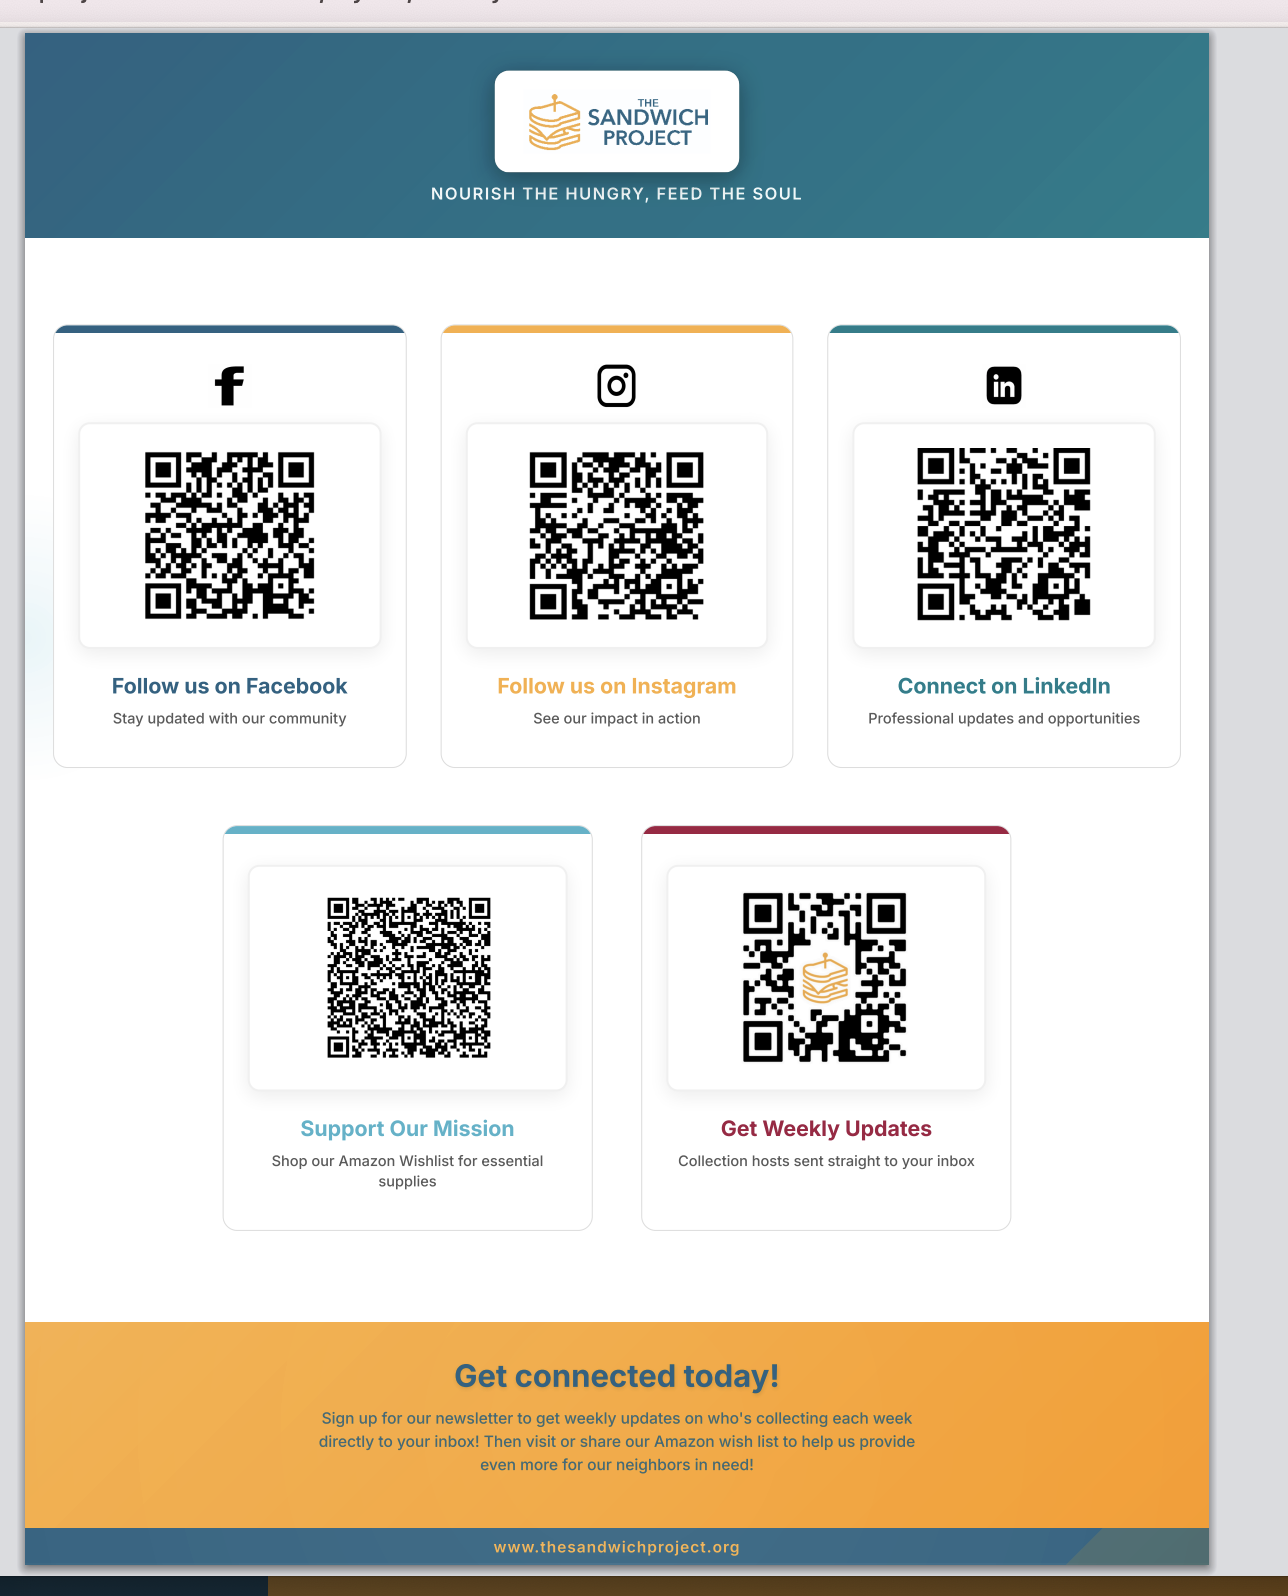 THE
SANDWICH
PROJECT
NOURISH THE HUNGRY, FEED THE SOUL
in
Follow us on Facebook
Stay updated with our community
Follow us on Instagram
See our impact in action
Connect on LinkedIn
Professional updates and opportunities
Support Our Mission
Shop our Amazon Wishlist for essential
supplies
Get Weekly Updates
Collection hosts sent straight to your inbox
Get connected today!
Sign up for our newsletter to get weekly updates on who's collecting each week
directly to your inbox! Then visit or share our Amazon wish list to help us provide
even more for our neighbors in need!
www.thesandwichproject.org